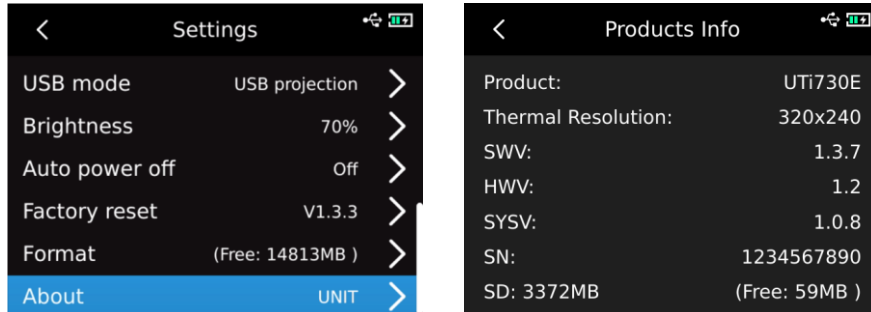 Settings
USB mode USB projection
Brightness 70%
Auto power off Off
Factory reset V1.3.3
Format (Free: 14813MB )
About UNIT
Products Info
Product: UTi730E
Thermal Resolution: 320x240
SWV: 1.3.7
HWV: 1.2
SYSV: 1.0.8
SN: 1234567890
SD: 3372MB (Free: 59MB )